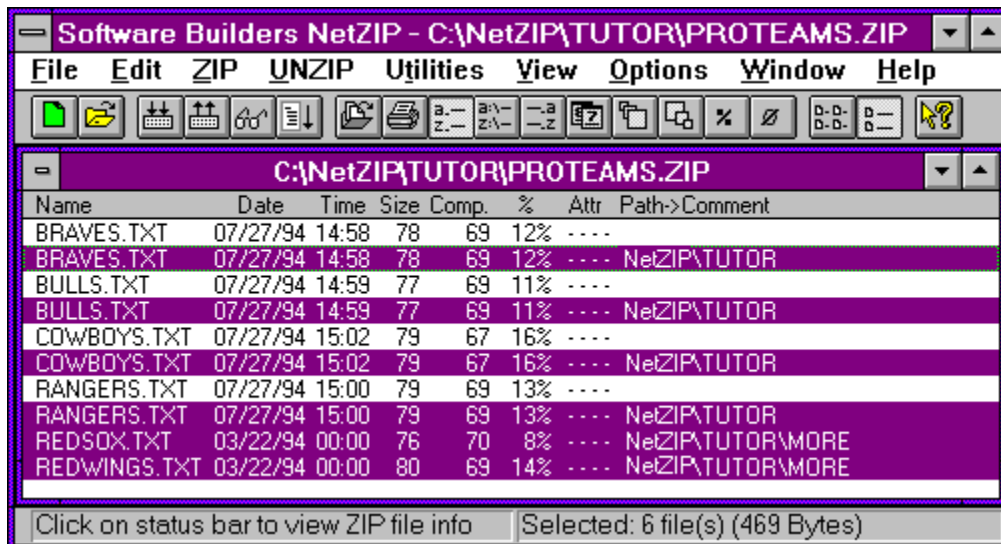 Software Builders NetZIP - C:\NetZIP\TUTOR\PROTEAMS.ZIP
File Edit ZIP UNZIP Utilities View Options Window Help
C:\NetZIP\TUTOR\PROTEAMS.ZIP
Name Date Time Size Comp. % Attr Path->Comment
BRAVES.TXT 07/27/94 14:58 78 69 12% ----
BRAVES.TXT 07/27/94 14:58 78 69 12% ---- NetZIP\TUTOR
BULLS.TXT 07/27/94 14:59 77 69 11% ----
BULLS.TXT 07/27/94 14:59 77 69 11% ---- NetZIP\TUTOR
COWBOYS.TXT 07/27/94 15:02 79 67 16% ----
COWBOYS.TXT 07/27/94 15:02 79 67 16% ---- NetZIP\TUTOR
RANGERS.TXT 07/27/94 15:00 79 69 13% ----
RANGERS.TXT 07/27/94 15:00 79 69 13% ---- NetZIP\TUTOR
REDSOX.TXT 03/22/94 00:00 76 70 8% ---- NetZIP\TUTOR\MORE
REDWINGS.TXT 03/22/94 00:00 80 69 14% ---- NetZIP\TUTOR\MORE
Click on status bar to view ZIP file info Selected: 6 file(s) (469 Bytes)